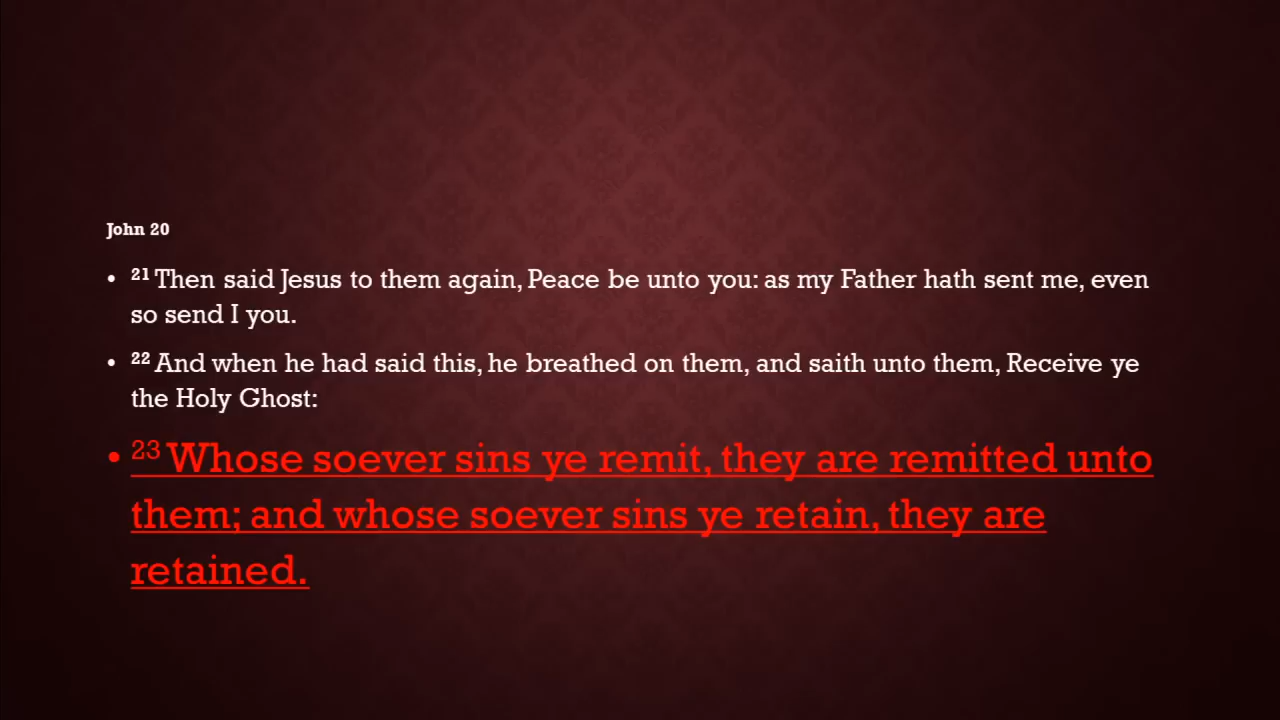 John 20
• 21 Then said Jesus to them again, Peace be unto you: as my Father hath sent me, even
so send I you.
• 22 And when he had said this, he breathed on them, and saith unto them, Receive ye
the Holy Ghost:
• 23 Whose soever sins ye remit, they are remitted unto
them; and whose soever sins ye retain, they are
retained.